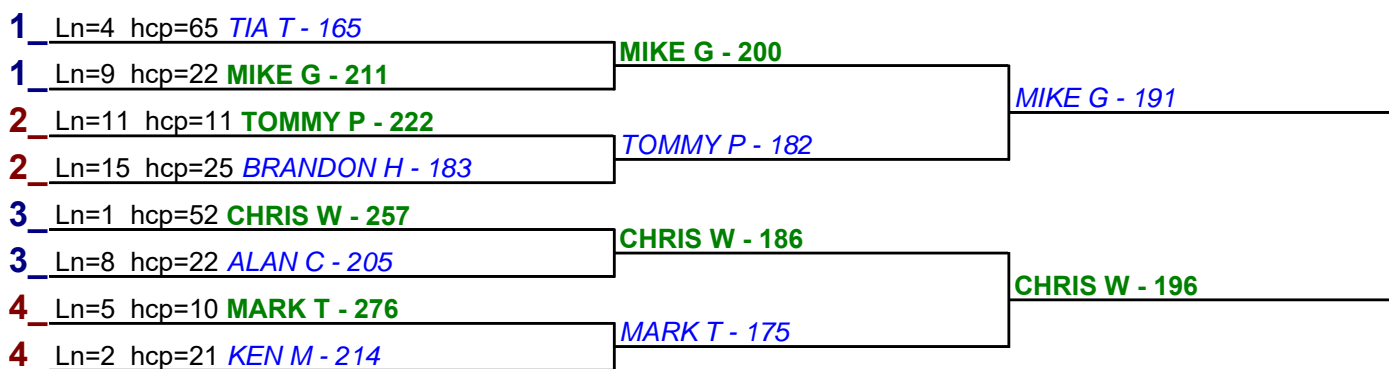 1_ Ln=4 hcp=65 TIA T - 165
MIKE G - 200
1_ Ln=9 hcp=22 MIKE G - 211
MIKE G - 191
2_ Ln=11 hcp=11 TOMMY P - 222
TOMMY P - 182
2_ Ln=15 hcp=25 BRANDON H - 183
3_ Ln=1 hcp=52 CHRIS W - 257
CHRIS W - 186
3_ Ln=8 hcp=22 ALAN C - 205
CHRIS W - 196
4_ Ln=5 hcp=10 MARK T - 276
MARK T - 175
4 Ln=2 hcp=21 KEN M - 214